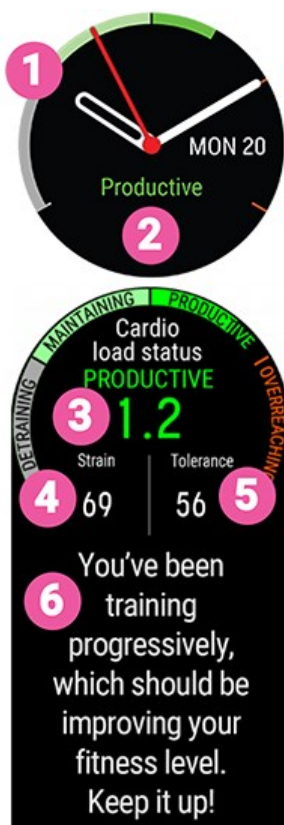 1
MON 20
Productive
2
DETRAINING
MAINTAINING
PRODUCTIVE
OVERREACHING
Cardio
load status
PRODUCTIVE
3
1.2
Strain
Tolerance
4
69
56
5
6
You've been
training
progressively,
which should be
improving your
fitness level.
Keep it up!